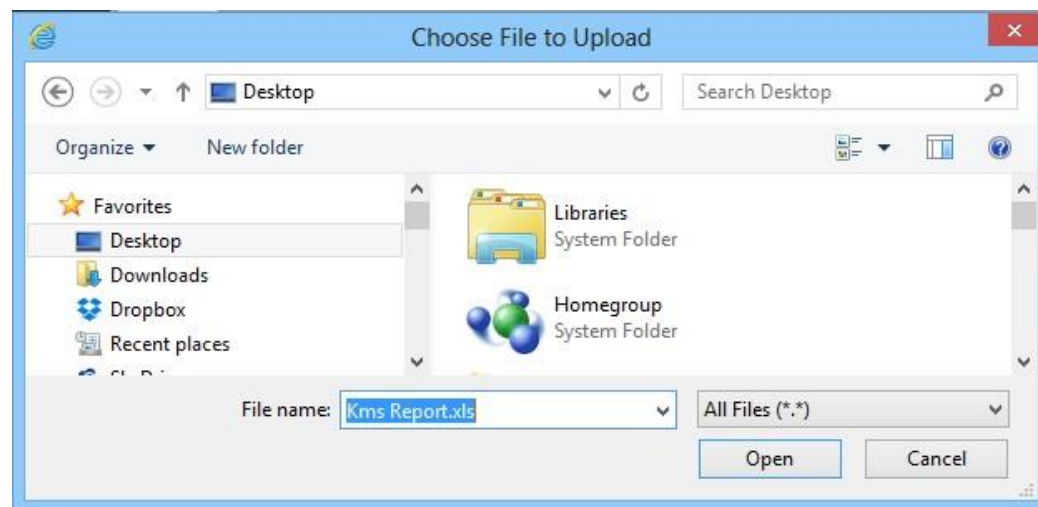 Choose File to Upload
Desktop
Search Desktop
Organize
New folder
Favorites
Desktop
Downloads
Dropbox
Recent places
Libraries
System Folder
Homegroup
System Folder
File name: Kms Report.xls
All Files (*.*)
Open
Cancel